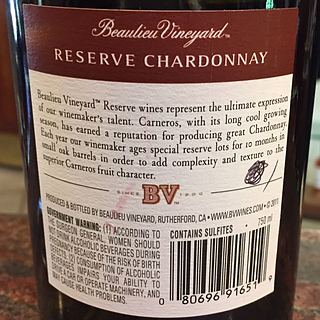 Beaulieu Vineyard™
RESERVE CHARDONNAY
Beaulieu Vineyard™ Reserve wines represent the ultimate expression
of our winemaker's talent. Carneros, with its long cool growing
season, has earned a reputation for producing great Chardonnay.
Each year our winemaker ages special reserve lots for 10 months in
small oak barrels in order to add complexity and texture to the
superior Carneros fruit character.
SINCE BV™ 1900
PRODUCED & BOTTLED BY BEAULIEU VINEYARD, RUTHERFORD, CA • WWW.BVWINES.COM • © 2011
GOVERNMENT WARNING: (1) ACCORDING TO
THE SURGEON GENERAL, WOMEN SHOULD
NOT DRINK ALCOHOLIC BEVERAGES DURING
PREGNANCY BECAUSE OF THE RISK OF BIRTH
DEFECTS. (2) CONSUMPTION OF ALCOHOLIC
BEVERAGES IMPAIRS YOUR ABILITY TO
DRIVE A CAR OR OPERATE MACHINERY, AND
MAY CAUSE HEALTH PROBLEMS.
CONTAINS SULFITES • 750 ml
0 80696 91651 9